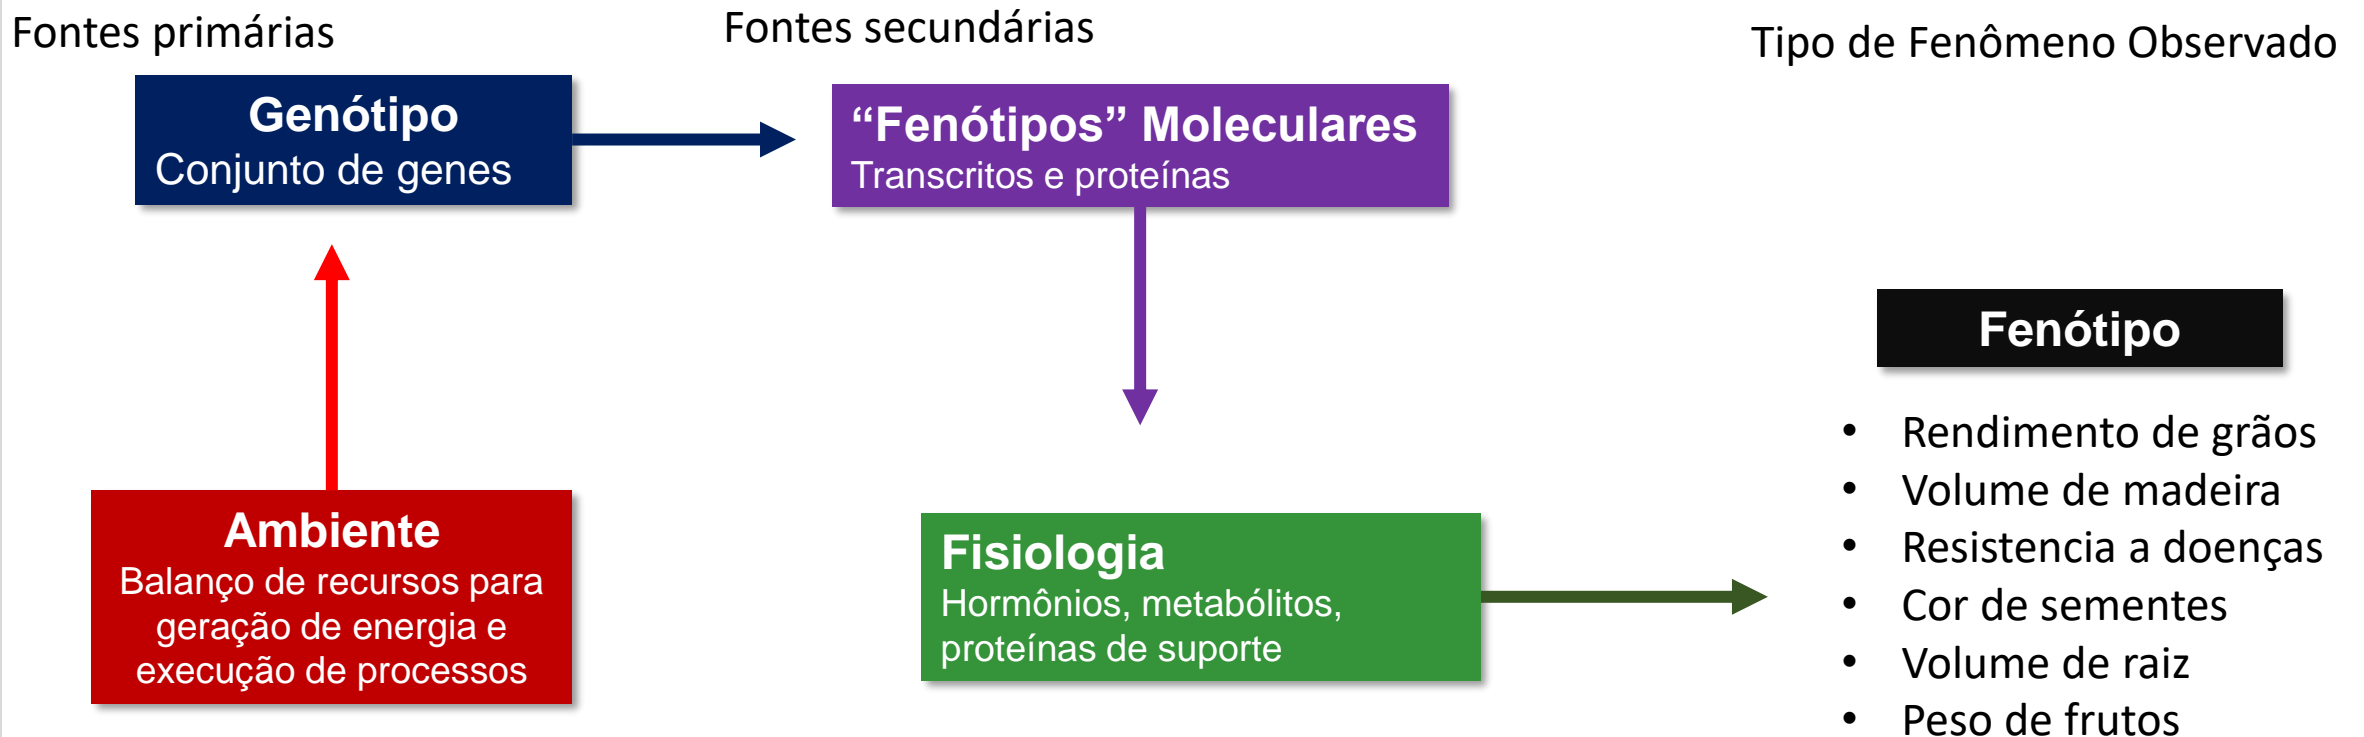 Fontes primárias
Fontes secundárias
Tipo de Fenômeno Observado
Genótipo
Conjunto de genes
“Fenótipos” Moleculares
Transcritos e proteínas
Ambiente
Balanço de recursos para
geração de energia e
execução de processos
Fisiologia
Hormônios, metabólitos,
proteínas de suporte
Fenótipo
• Rendimento de grãos
• Volume de madeira
• Resistencia a doenças
• Cor de sementes
• Volume de raiz
• Peso de frutos